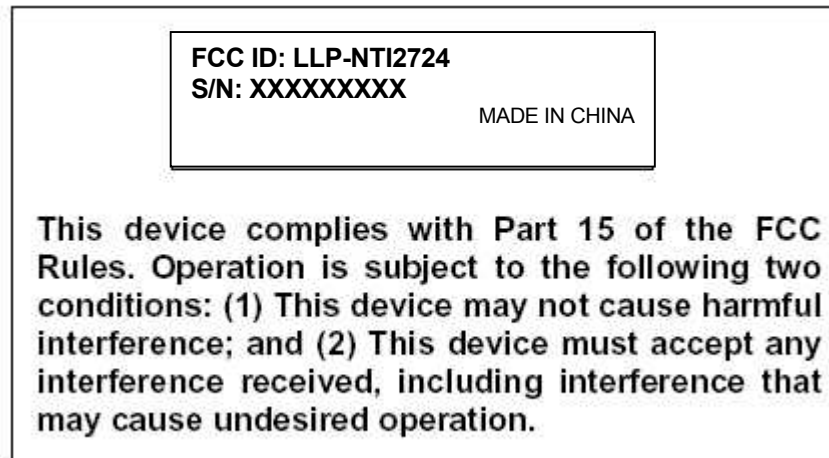 FCC ID: LLP-NTI2724
S/N: XXXXXXXXX
MADE IN CHINA
This device complies with Part 15 of the FCC
Rules. Operation is subject to the following two
conditions: (1) This device may not cause harmful
interference; and (2) This device must accept any
interference received, including interference that
may cause undesired operation.